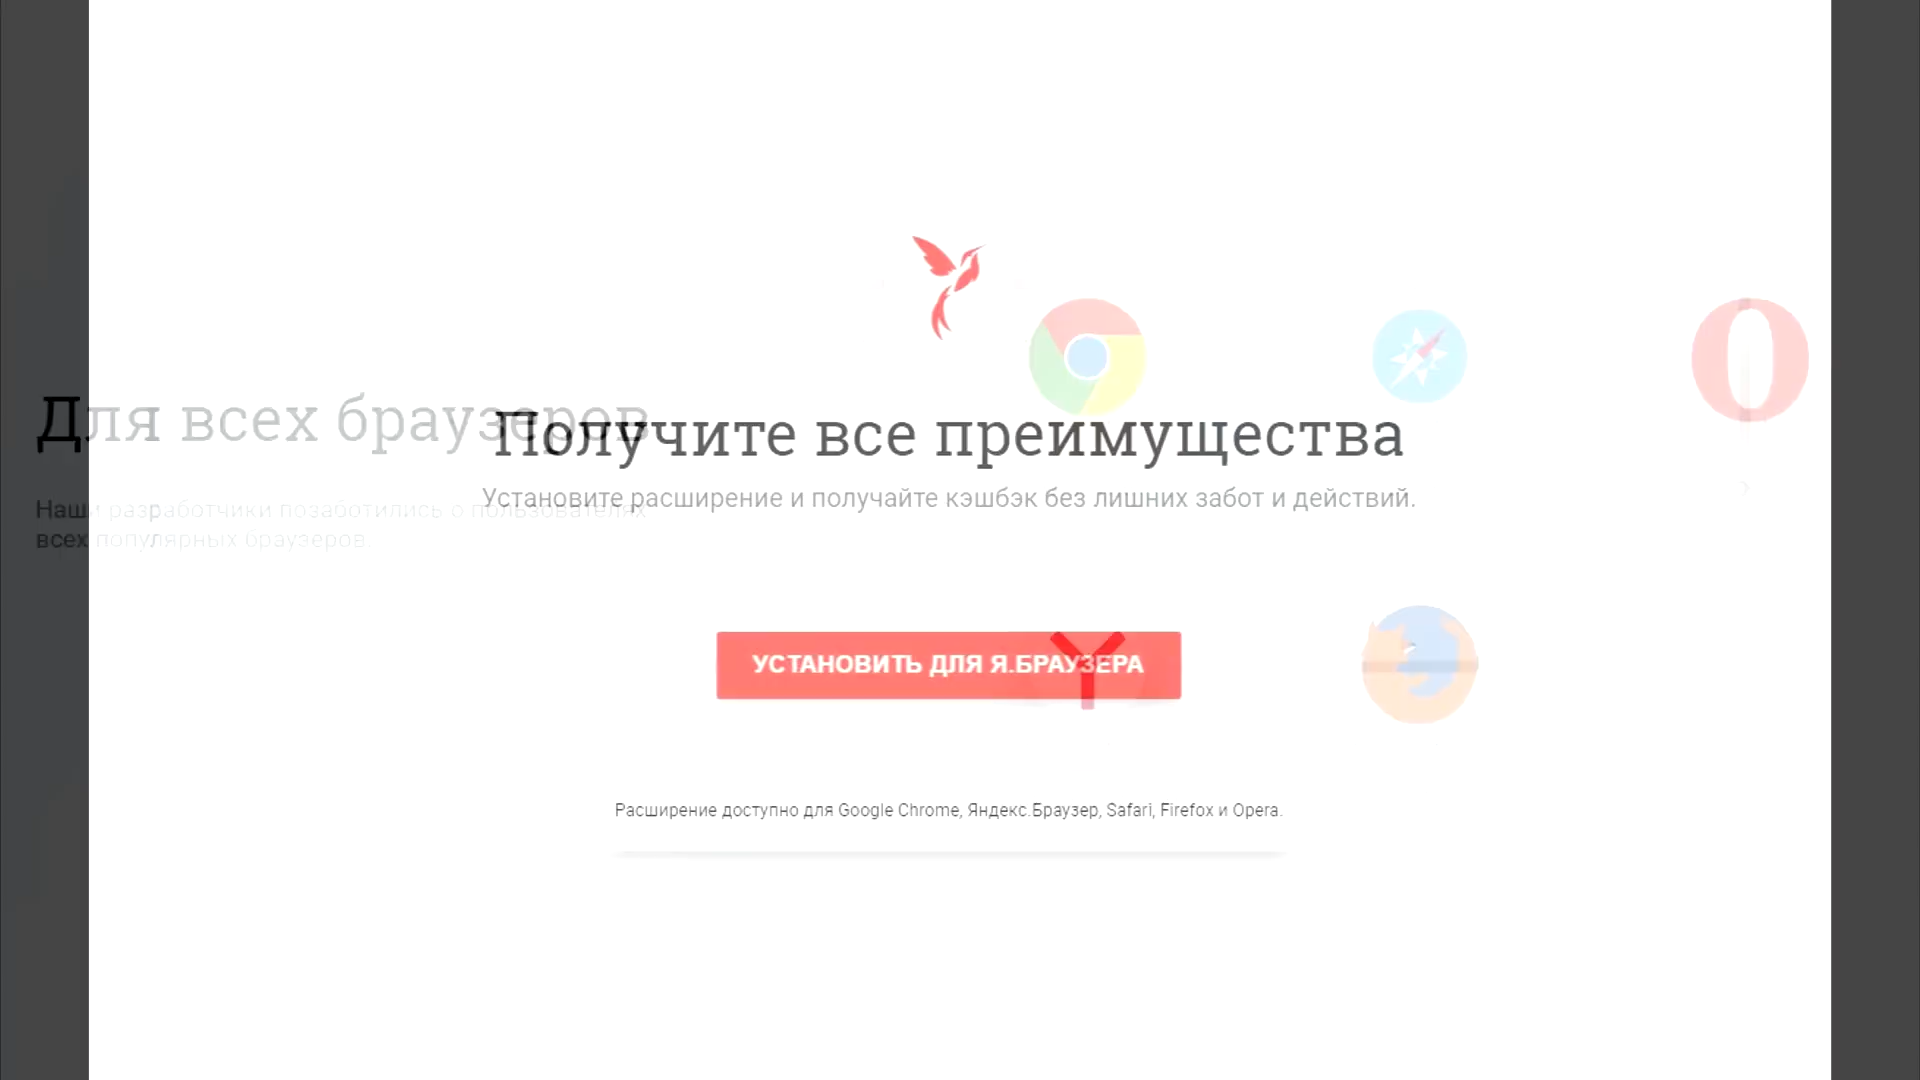 Для всех браузеров
Получите все преимущества
Установите расширение и получайте кэшбэк без лишних забот и действий.
Наши разработчики позаботились о пользователях
всех популярных браузеров.
УСТАНОВИТЬ ДЛЯ Я.БРАУЗЕРА
Расширение доступно для Google Chrome, Яндекс.Браузер, Safari, Firefox и Opera.